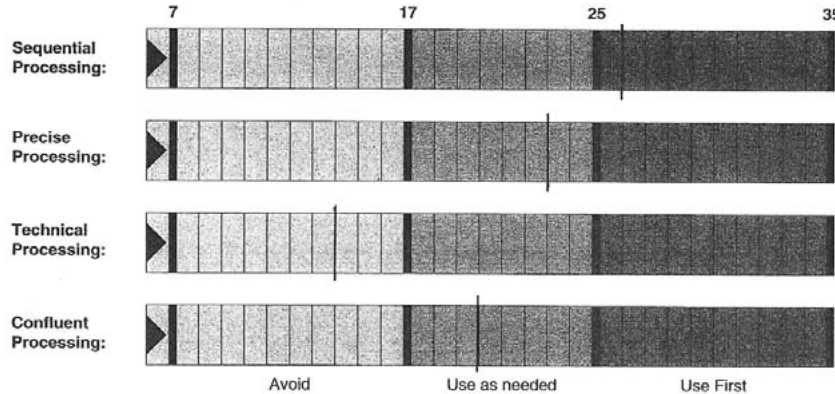 7 17 25 35
Sequential
Processing:
Precise
Processing:
Technical
Processing:
Confluent
Processing:
Avoid Use as needed Use First